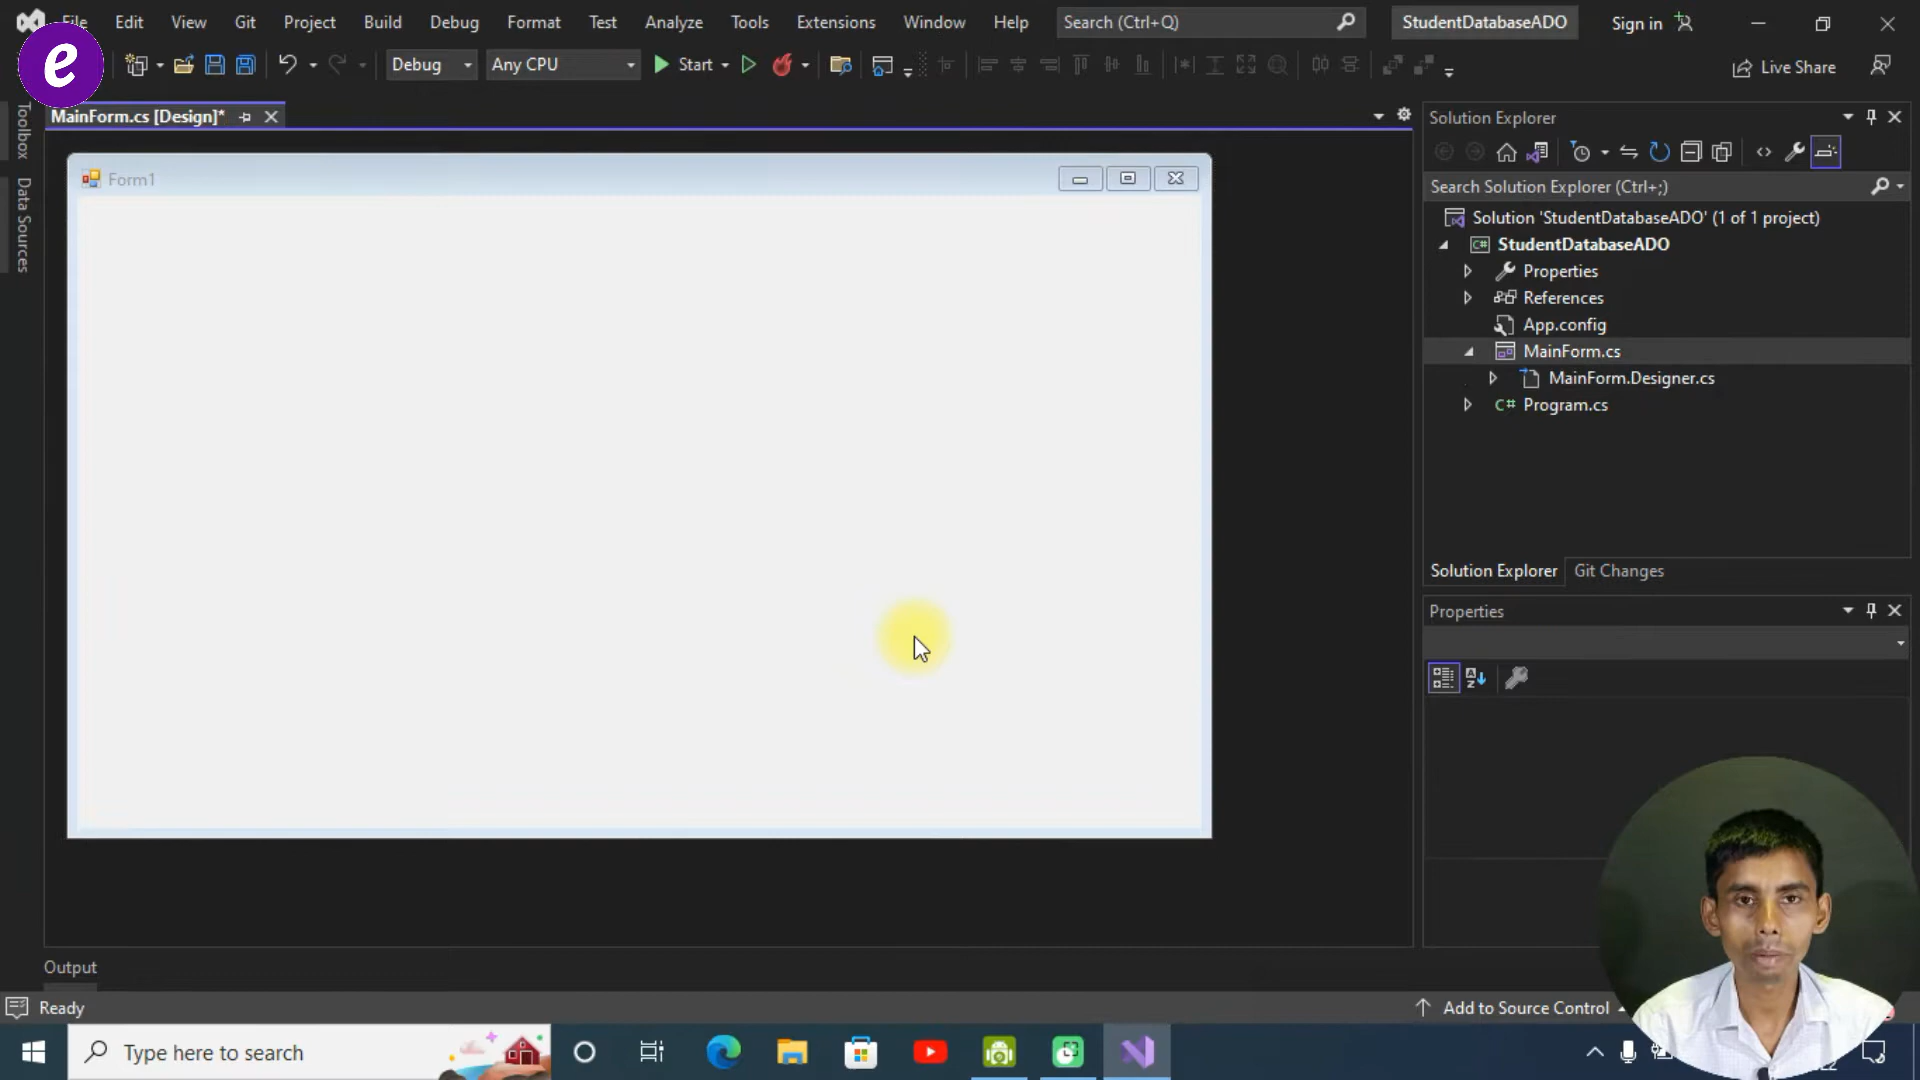 File Edit View Git Project Build Debug Format Test Analyze Tools Extensions Window Help Search (Ctrl+Q) StudentDatabaseADO Sign in
e
Debug Any CPU Start Live Share
MainForm.cs [Design]*
Toolbox
Data Sources
Form1
Solution Explorer
Search Solution Explorer (Ctrl+;)
Solution 'StudentDatabaseADO' (1 of 1 project)
StudentDatabaseADO
Properties
References
App.config
MainForm.cs
MainForm.Designer.cs
C# Program.cs
Solution Explorer Git Changes
Properties
Output
Ready Add to Source Control
Type here to search